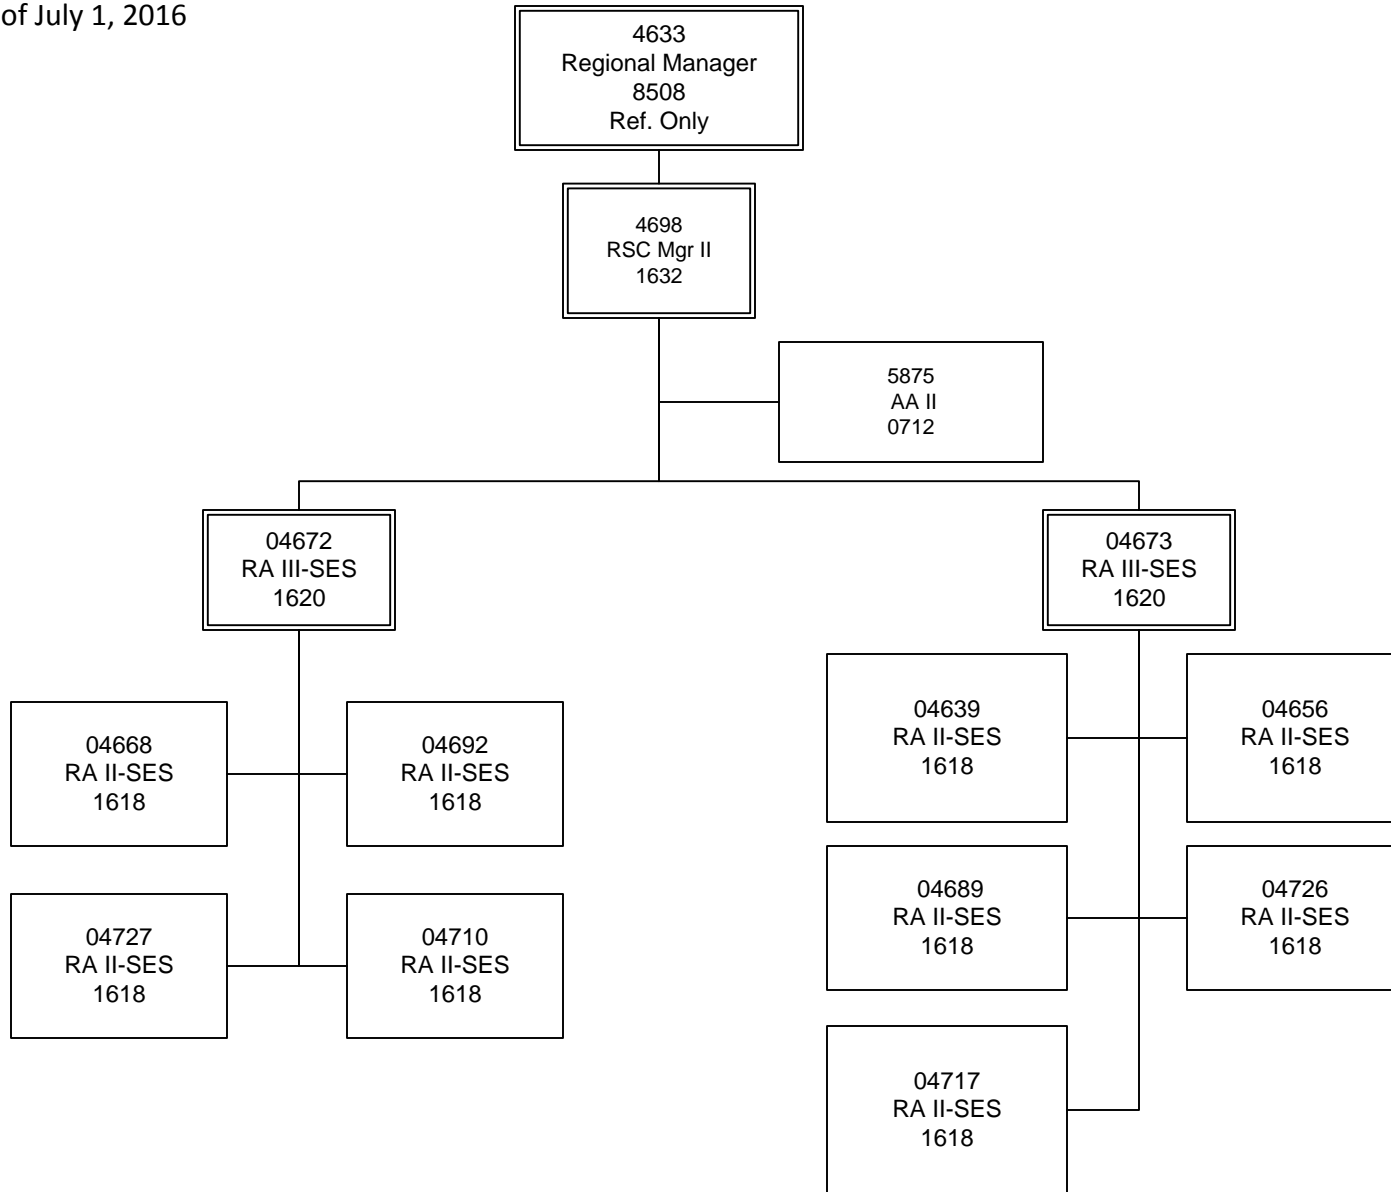 of July 1, 2016
4633
Regional Manager
8508
Ref. Only
4698
RSC Mgr II
1632
5875
AA II
0712
04672
RA III-SES
1620
04673
RA III-SES
1620
04668
RA II-SES
1618
04692
RA II-SES
1618
04727
RA II-SES
1618
04710
RA II-SES
1618
04639
RA II-SES
1618
04656
RA II-SES
1618
04689
RA II-SES
1618
04726
RA II-SES
1618
04717
RA II-SES
1618